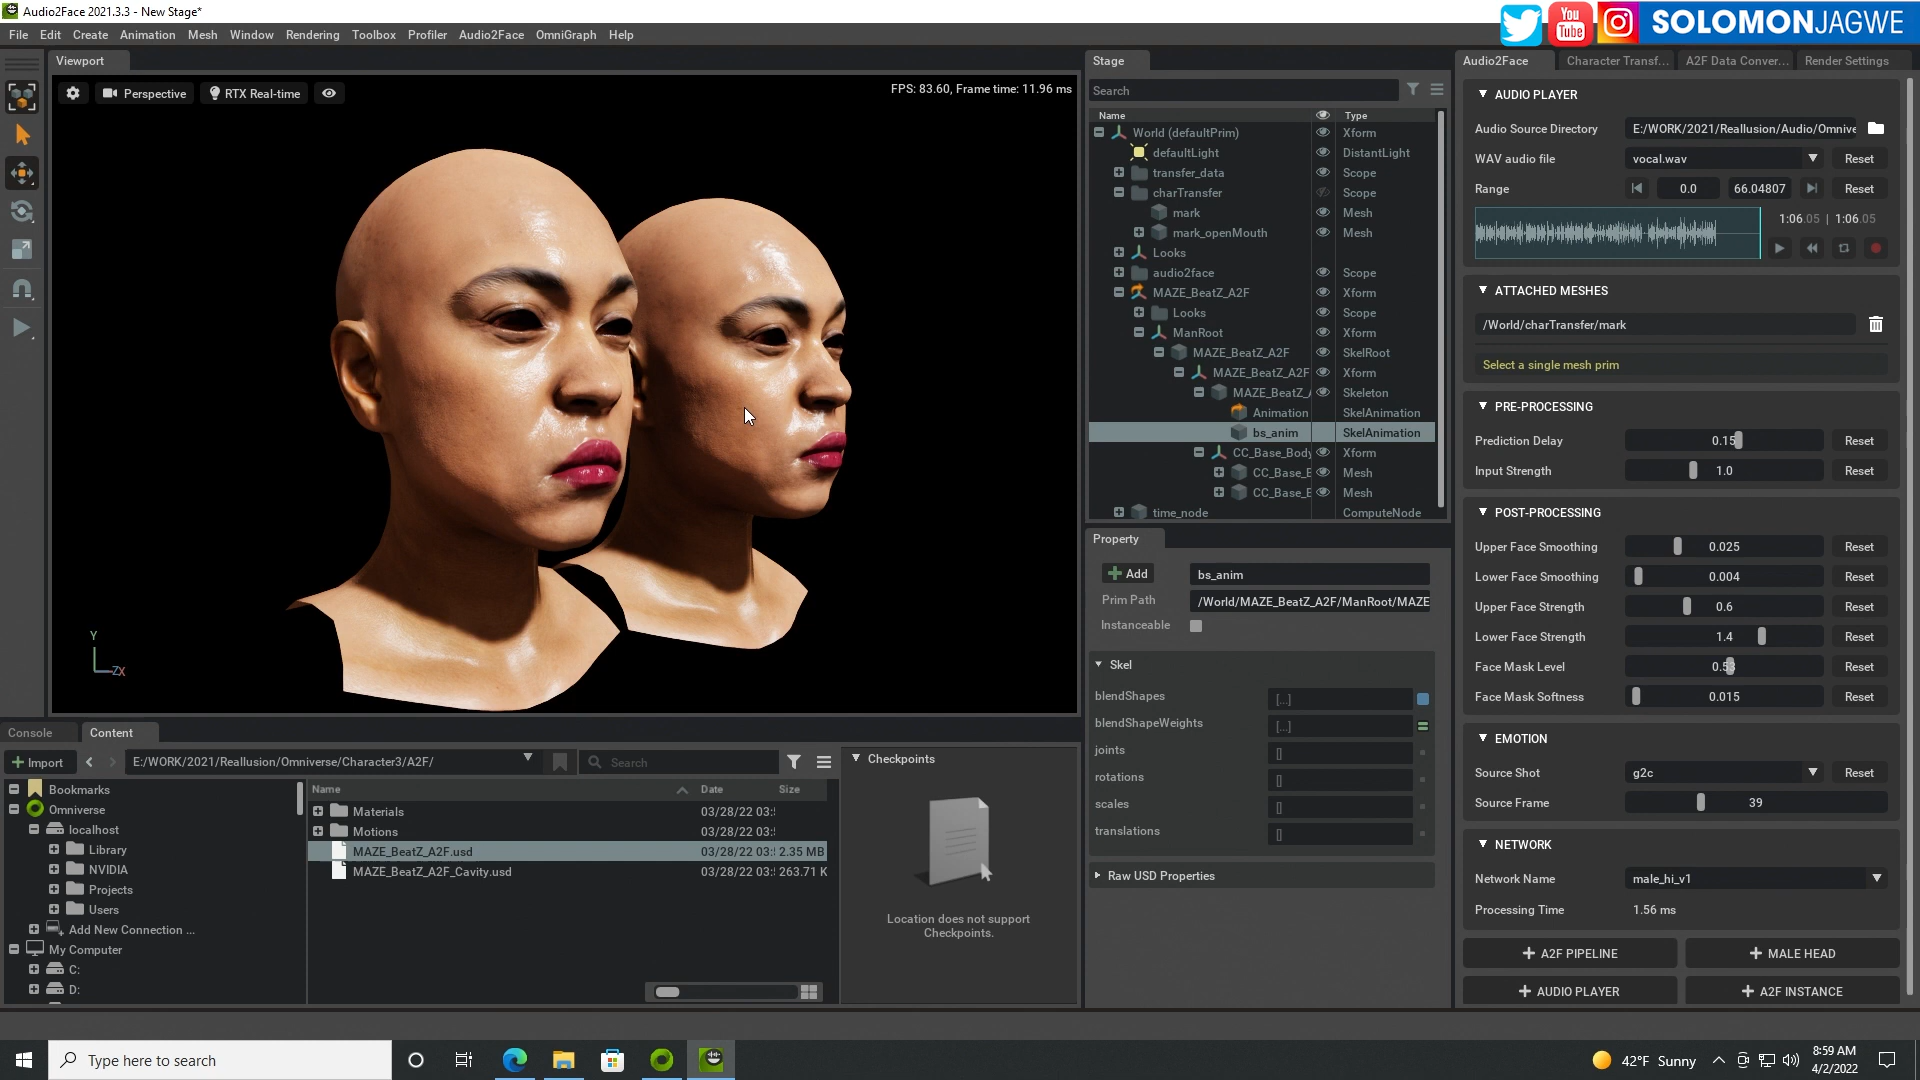 Audio2Face 2021.3.3 - New Stage*
SOLOMONJAGWE
File Edit Create Animation Mesh Window Rendering Toolbox Profiler Audio2Face OmniGraph Help
Viewport
Perspective RTX Real-time
FPS: 83.60, Frame time: 11.96 ms
Y
ZX
Stage
Search
Name Type
World (defaultPrim) Xform
defaultLight DistantLight
transfer_data Scope
charTransfer Scope
mark Mesh
mark_openMouth Mesh
Looks
audio2face Scope
MAZE_BeatZ_A2F Xform
Looks Scope
ManRoot Xform
MAZE_BeatZ_A2F SkelRoot
MAZE_BeatZ_A2F Xform
MAZE_BeatZ_ Skeleton
Animation SkelAnimation
bs_anim SkelAnimation
CC_Base_Body Xform
CC_Base_E Mesh
CC_Base_E Mesh
time_node ComputeNode
Property
Add bs_anim
Prim Path /World/MAZE_BeatZ_A2F/ManRoot/MAZE
Instanceable
Skel
blendShapes [...]
blendShapeWeights [...]
joints []
rotations []
scales []
translations []
Raw USD Properties
Audio2Face Character Transf... A2F Data Conver... Render Settings
AUDIO PLAYER
Audio Source Directory E:/WORK/2021/Reallusion/Audio/Omnive
WAV audio file vocal.wav Reset
Range 0.0 66.04807 Reset
1:06.05 | 1:06.05
ATTACHED MESHES
/World/charTransfer/mark
Select a single mesh prim
PRE-PROCESSING
Prediction Delay 0.15 Reset
Input Strength 1.0 Reset
POST-PROCESSING
Upper Face Smoothing 0.025 Reset
Lower Face Smoothing 0.004 Reset
Upper Face Strength 0.6 Reset
Lower Face Strength 1.4 Reset
Face Mask Level 0.53 Reset
Face Mask Softness 0.015 Reset
EMOTION
Source Shot g2c Reset
Source Frame 39
NETWORK
Network Name male_hi_v1
Processing Time 1.56 ms
+ A2F PIPELINE + MALE HEAD
+ AUDIO PLAYER + A2F INSTANCE
Console Content
Import E:/WORK/2021/Reallusion/Omniverse/Character3/A2F/ Search
Bookmarks
Omniverse
localhost
Library
NVIDIA
Projects
Users
Add New Connection ...
My Computer
C:
D:
Name Date Size
Materials 03/28/22 03:
Motions 03/28/22 03:
MAZE_BeatZ_A2F.usd 03/28/22 03: 2.35 MB
MAZE_BeatZ_A2F_Cavity.usd 03/28/22 03: 263.71 K
Checkpoints
Location does not support
Checkpoints.
Type here to search
42°F Sunny
8:59 AM
4/2/2022